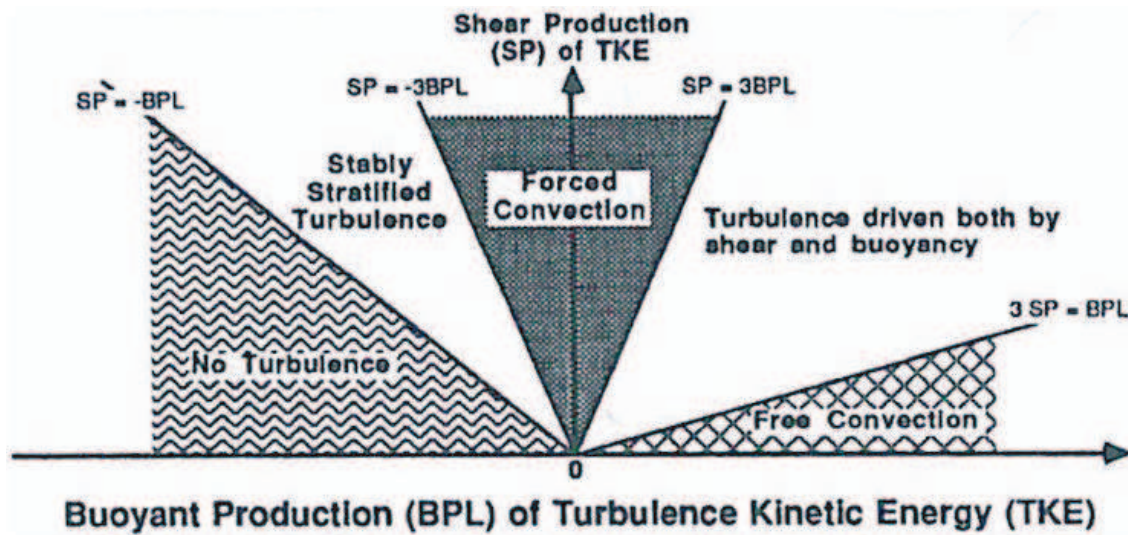 Shear Production
(SP) of TKE
SP = -BPL
SP = -3BPL
SP = 3BPL
Stably
Stratified
Turbulence
Forced
Convection
Turbulence driven both by
shear and buoyancy
3 SP = BPL
No Turbulence
Free Convection
0
Buoyant Production (BPL) of Turbulence Kinetic Energy (TKE)